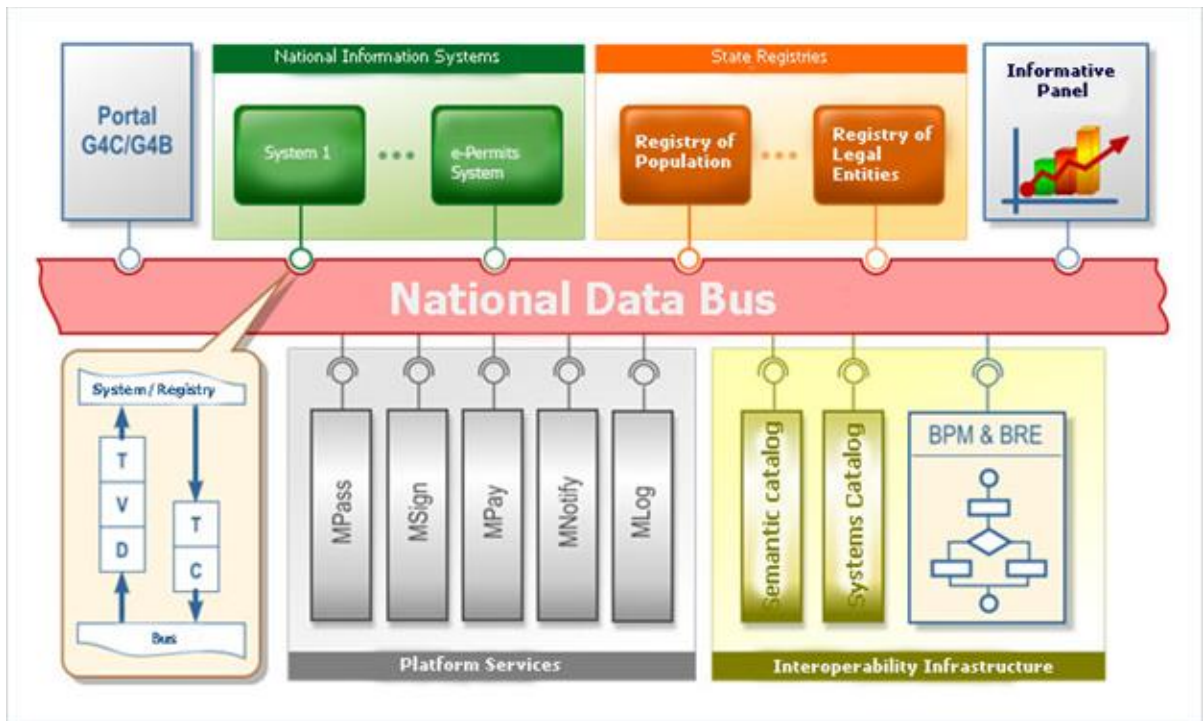 Portal
G4C/G4B
National Information Systems
System 1
e-Permits
System
State Registries
Registry of
Population
Registry of
Legal
Entities
Informative
Panel
National Data Bus
System / Registry
T
V
D
T
C
Bus
MPass
MSign
MPay
MNotify
MLog
Platform Services
Semantic catalog
Systems Catalog
BPM & BRE
Interoperability Infrastructure